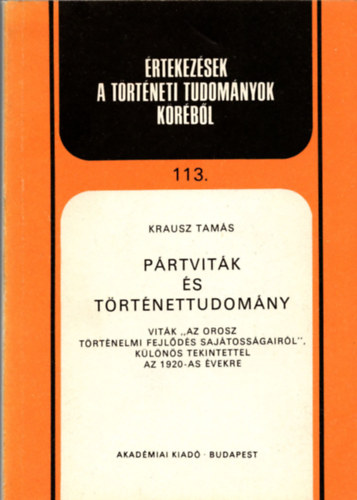 ÉRTEKEZÉSEK
A TÖRTÉNETI TUDOMÁNYOK
KÖRÉBŐL
113.
KRAUSZ TAMÁS
PÁRTVITÁK
ÉS
TÖRTÉNETTUDOMÁNY
VITÁK „AZ OROSZ
TÖRTÉNELMI FEJLŐDÉS SAJÁTOSSÁGAIRÓL”,
KÜLÖNÖS TEKINTETTEL
AZ 1920-AS ÉVEKRE
AKADÉMIAI KIADÓ · BUDAPEST